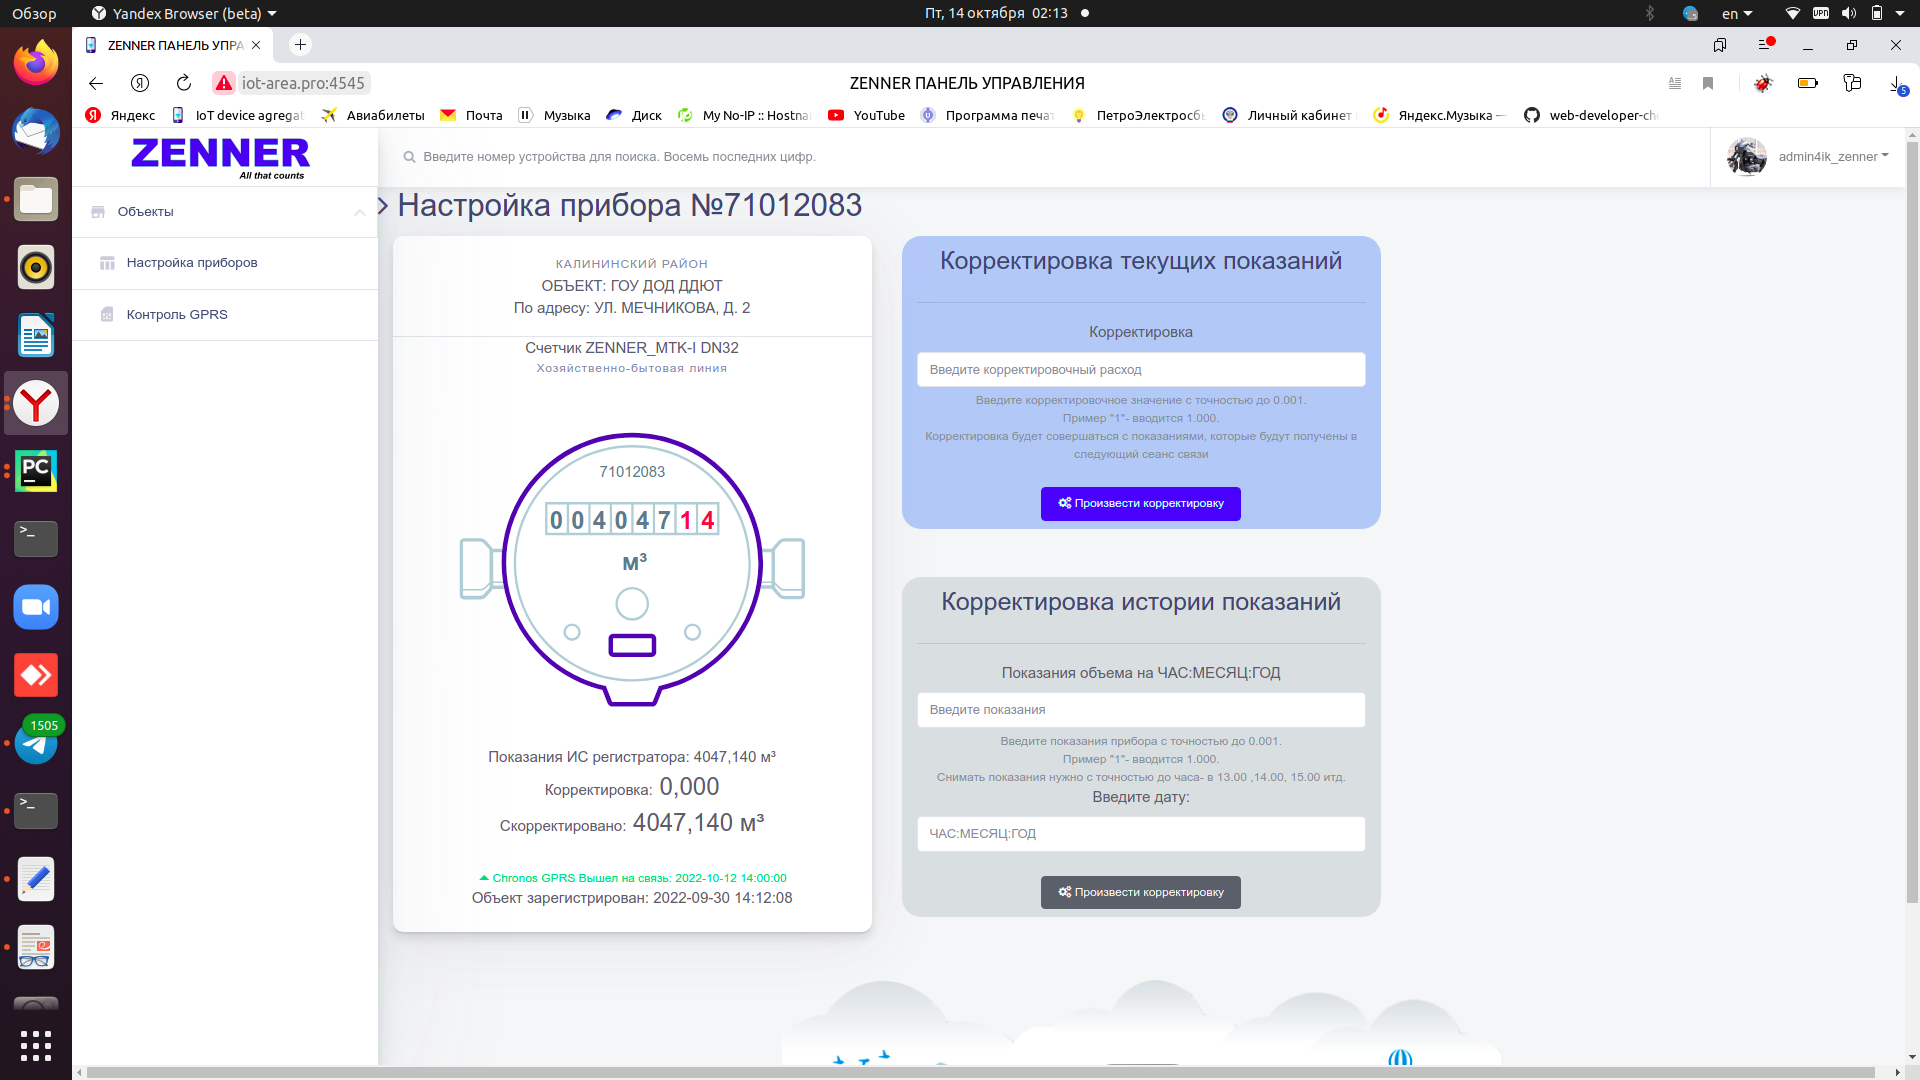 Обзор
Yandex Browser (beta)
Пт, 14 октября 02:13
en
VPN
ZENNER ПАНЕЛЬ УПРА
iot-area.pro:4545
ZENNER ПАНЕЛЬ УПРАВЛЕНИЯ
5
Яндекс
IoT device agregat
Авиабилеты
Почта
Музыка
Диск
My No-IP :: Hostna
YouTube
Программа печат
ПетроЭлектросб
Личный кабинет
Яндекс.Музыка —
web-developer-ch
ZENNER
All that counts
Введите номер устройства для поиска. Восемь последних цифр.
admin4ik_zenner
Объекты
Настройка приборов
Контроль GPRS
Настройка прибора №71012083
КАЛИНИНСКИЙ РАЙОН
ОБЪЕКТ: ГОУ ДОД ДДЮТ
По адресу: УЛ. МЕЧНИКОВА, Д. 2
Счетчик ZENNER_MTK-I DN32
Хозяйственно-бытовая линия
71012083
00404714
м³
Показания ИС регистратора: 4047,140 м³
Корректировка: 0,000
Скорректировано: 4047,140 м³
Chronos GPRS Вышел на связь: 2022-10-12 14:00:00
Объект зарегистрирован: 2022-09-30 14:12:08
Корректировка текущих показаний
Корректировка
Введите корректировочный расход
Введите корректировочное значение с точностью до 0.001.
Пример "1"- вводится 1.000.
Корректировка будет совершаться с показаниями, которые будут получены в
следующий сеанс связи
Произвести корректировку
Корректировка истории показаний
Показания объема на ЧАС:МЕСЯЦ:ГОД
Введите показания
Введите показания прибора с точностью до 0.001.
Пример "1"- вводится 1.000.
Снимать показания нужно с точностью до часа- в 13.00 ,14.00, 15.00 итд.
Введите дату:
ЧАС:МЕСЯЦ:ГОД
Произвести корректировку
PC
1505